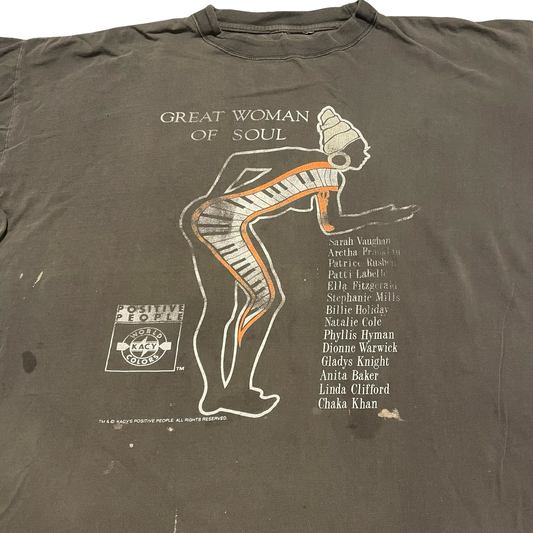 GREAT WOMAN
OF SOUL
Sarah Vaughan
Aretha Franklin
Patrice Rushen
Patti Labelle
Ella Fitzgerald
Stephanie Mills
Billie Holiday
Natalie Cole
Phyllis Hyman
Dionne Warwick
Gladys Knight
Anita Baker
Linda Clifford
Chaka Khan
POSITIVE
PEOPLE
WORLD
KACY
COLORS
TM
TM & © KACY'S POSITIVE PEOPLE ALL RIGHTS RESERVED.